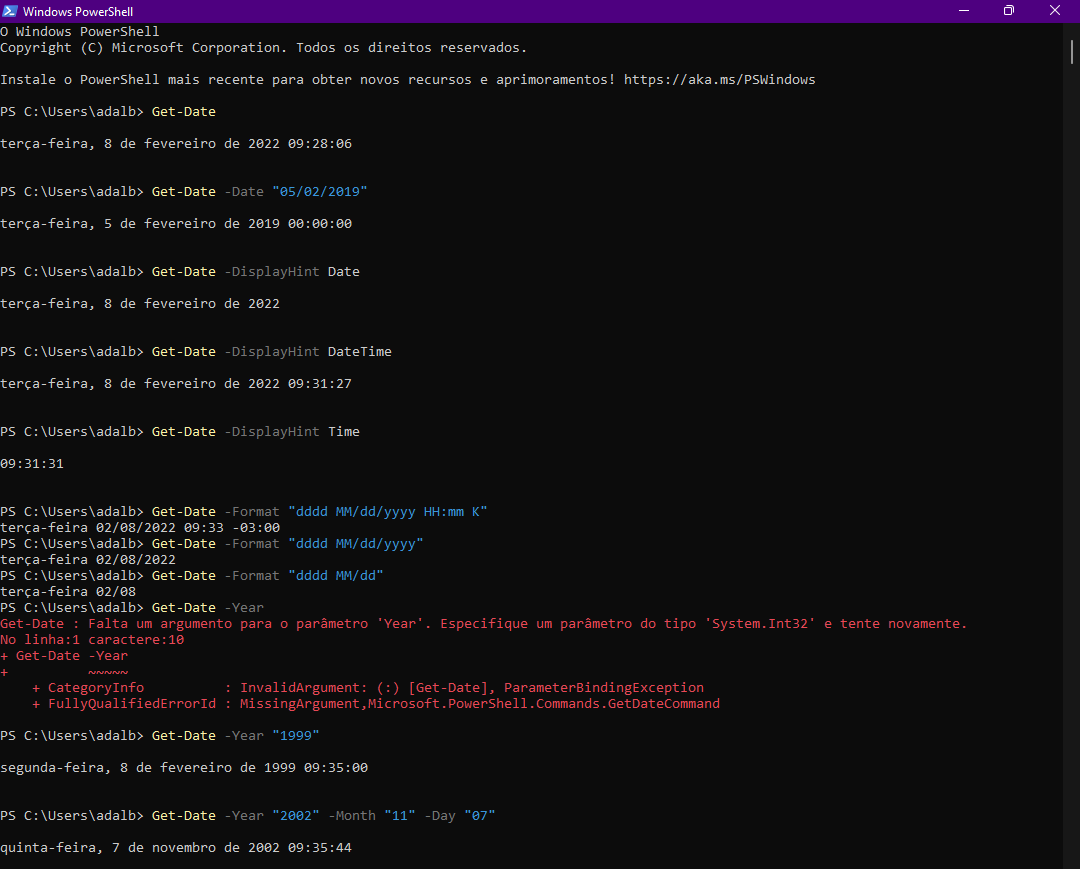 Windows PowerShell
O Windows PowerShell
Copyright (C) Microsoft Corporation. Todos os direitos reservados.
Instale o PowerShell mais recente para obter novos recursos e aprimoramentos! https://aka.ms/PSWindows
PS C:\Users\adalb> Get-Date
terça-feira, 8 de fevereiro de 2022 09:28:06
PS C:\Users\adalb> Get-Date -Date "05/02/2019"
terça-feira, 5 de fevereiro de 2019 00:00:00
PS C:\Users\adalb> Get-Date -DisplayHint Date
terça-feira, 8 de fevereiro de 2022
PS C:\Users\adalb> Get-Date -DisplayHint DateTime
terça-feira, 8 de fevereiro de 2022 09:31:27
PS C:\Users\adalb> Get-Date -DisplayHint Time
09:31:31
PS C:\Users\adalb> Get-Date -Format "dddd MM/dd/yyyy HH:mm K"
terça-feira 02/08/2022 09:33 -03:00
PS C:\Users\adalb> Get-Date -Format "dddd MM/dd/yyyy"
terça-feira 02/08/2022
PS C:\Users\adalb> Get-Date -Format "dddd MM/dd"
terça-feira 02/08
PS C:\Users\adalb> Get-Date -Year
Get-Date : Falta um argumento para o parâmetro 'Year'. Especifique um parâmetro do tipo 'System.Int32' e tente novamente.
No linha:1 caractere:10
+ Get-Date -Year
+          ~~~~~
    + CategoryInfo          : InvalidArgument: (:) [Get-Date], ParameterBindingException
    + FullyQualifiedErrorId : MissingArgument,Microsoft.PowerShell.Commands.GetDateCommand
PS C:\Users\adalb> Get-Date -Year "1999"
segunda-feira, 8 de fevereiro de 1999 09:35:00
PS C:\Users\adalb> Get-Date -Year "2002" -Month "11" -Day "07"
quinta-feira, 7 de novembro de 2002 09:35:44